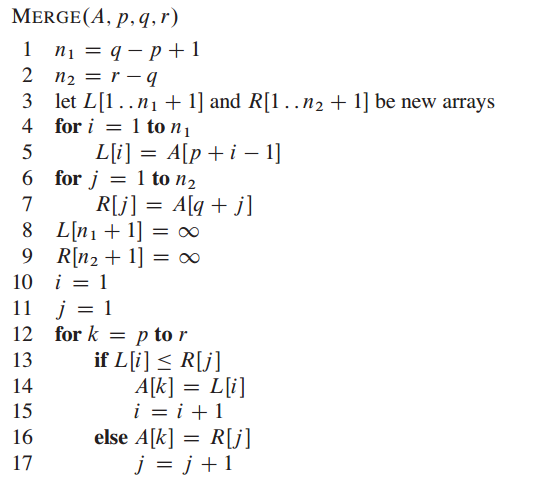 MERGE(A, p, q, r)
1 n₁ = q − p + 1
2 n₂ = r − q
3 let L[1 . . n₁ + 1] and R[1 . . n₂ + 1] be new arrays
4 for i = 1 to n₁
5 L[i] = A[p + i − 1]
6 for j = 1 to n₂
7 R[j] = A[q + j]
8 L[n₁ + 1] = ∞
9 R[n₂ + 1] = ∞
10 i = 1
11 j = 1
12 for k = p to r
13 if L[i] ≤ R[j]
14 A[k] = L[i]
15 i = i + 1
16 else A[k] = R[j]
17 j = j + 1